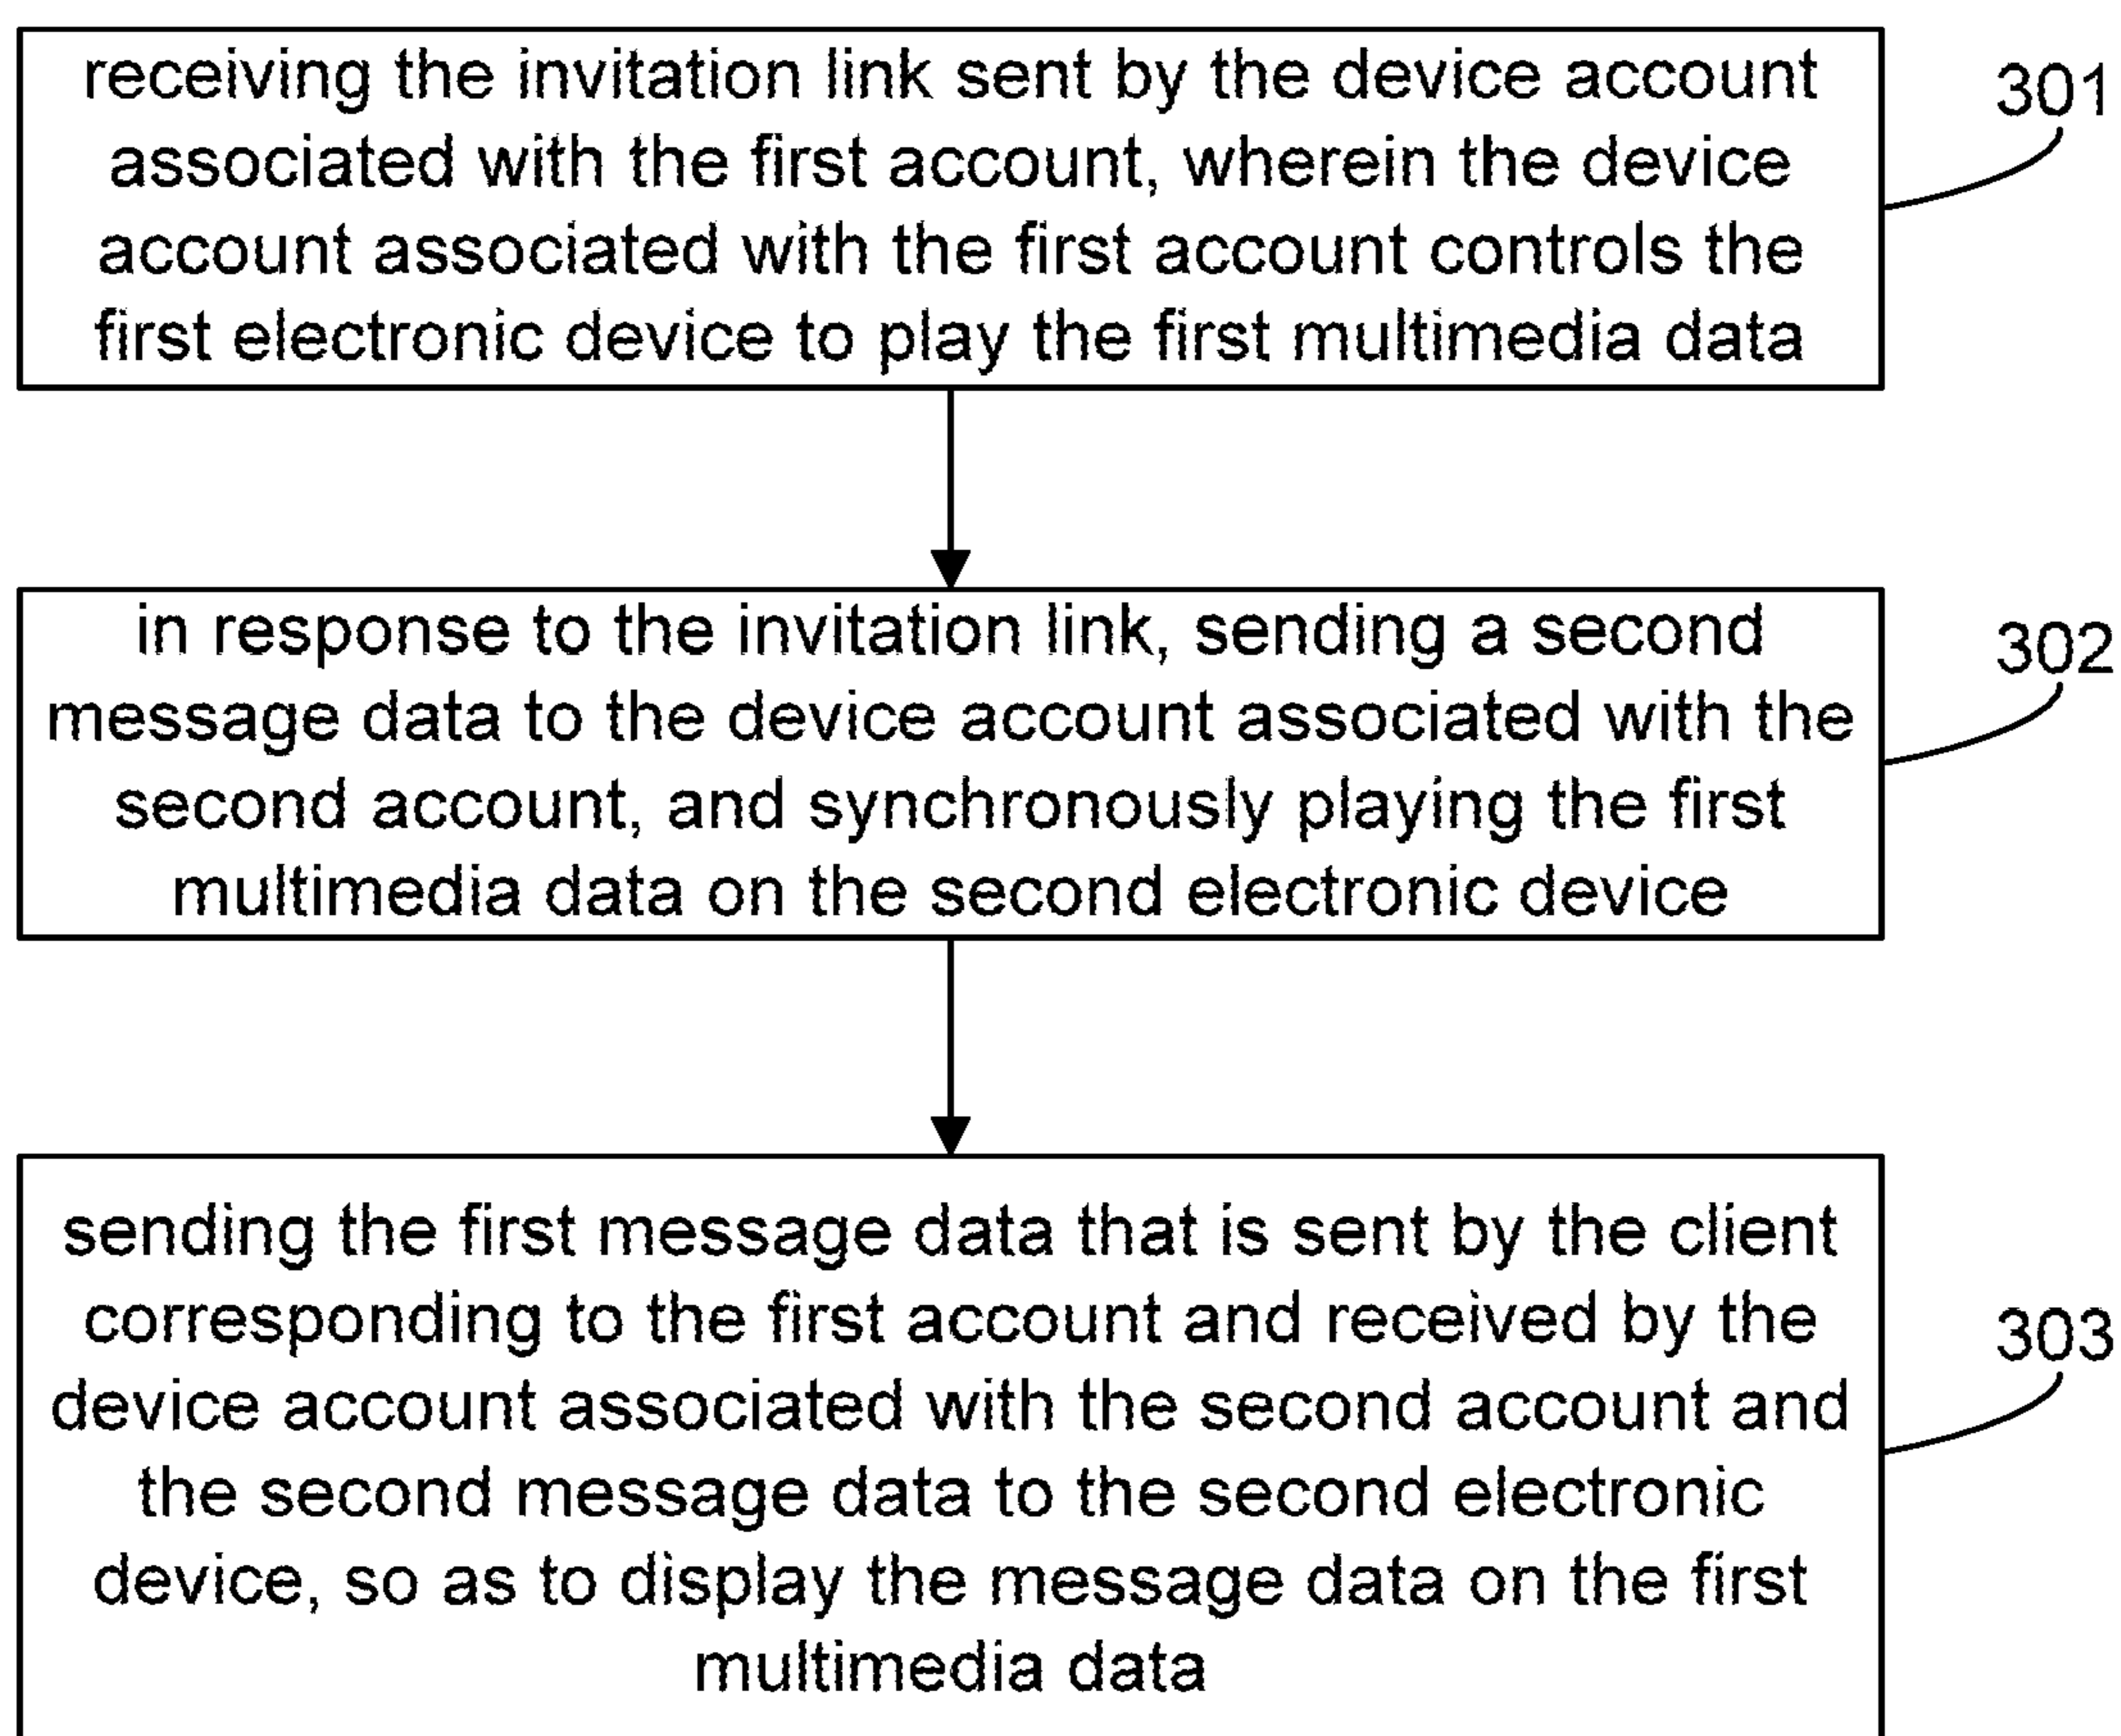 receiving the invitation link sent by the device account
associated with the first account, wherein the device
account associated with the first account controls the
first electronic device to play the first multimedia data
301
in response to the invitation link, sending a second
message data to the device account associated with the
second account, and synchronously playing the first
multimedia data on the second electronic device
302
sending the first message data that is sent by the client
corresponding to the first account and received by the
device account associated with the second account and
the second message data to the second electronic
device, so as to display the message data on the first
multimedia data
303